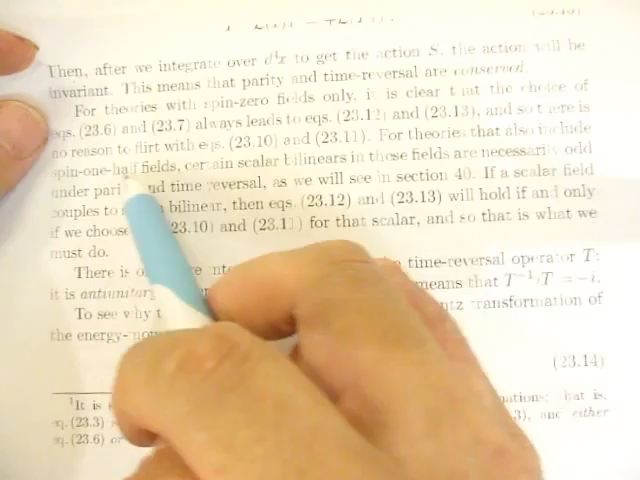 Then, after we integrate over d⁴x to get the action S, the action will be
invariant. This means that parity and time-reversal are conserved
For theories with spin-zero fields only, it is clear that the choice of
eqs. (23.6) and (23.7) always leads to eqs. (23.12) and (23.13), and so there is
no reason to flirt with eqs. (23.10) and (23.11). For theories that also include
spin-one-half fields, certain scalar bilinears in these fields are necessarily odd
under pari and time reversal, as we will see in section 40. If a scalar field
couples to bilinear, then eqs. (23.12) and (23.13) will hold if and only
if we choose (23.10) and (23.11) for that scalar, and so that is what we
must do.
There is time-reversal operator T:
it is antiunitary means that T⁻¹iT = −i.
To see why t ntz transformation of
the energy-
(23.14)
¹It is that is,
eq. (23.3) and either
eq. (23.6) or